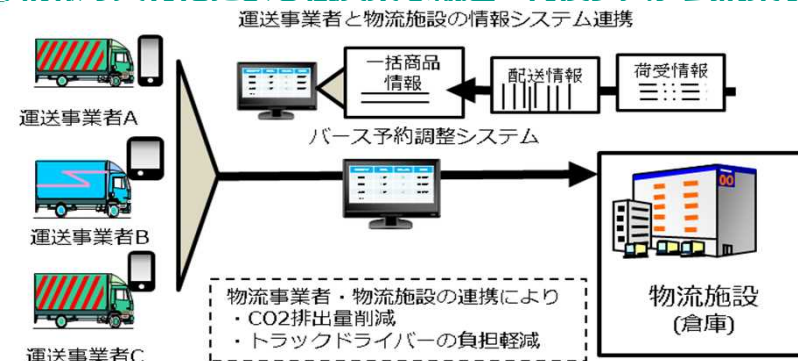 運送事業者と物流施設の情報システム連携
一括商品
情報
配送情報
荷受情報
運送事業者A
バース予約調整システム
運送事業者B
物流事業者・物流施設の連携により
・CO2排出量削減
・トラックドライバーの負担軽減
運送事業者C
物流施設
(倉庫)